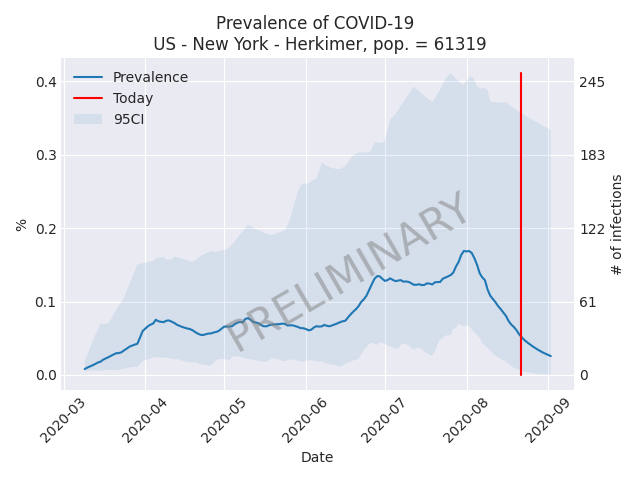 Prevalence of COVID-19
US - New York - Herkimer, pop. = 61319
Prevalence
Today
95CI
0.4
0.3
0.2
0.1
0.0
%
245
183
122
61
0
# of infections
PRELIMINARY
2020-03
2020-04
2020-05
2020-06
2020-07
2020-08
2020-09
Date